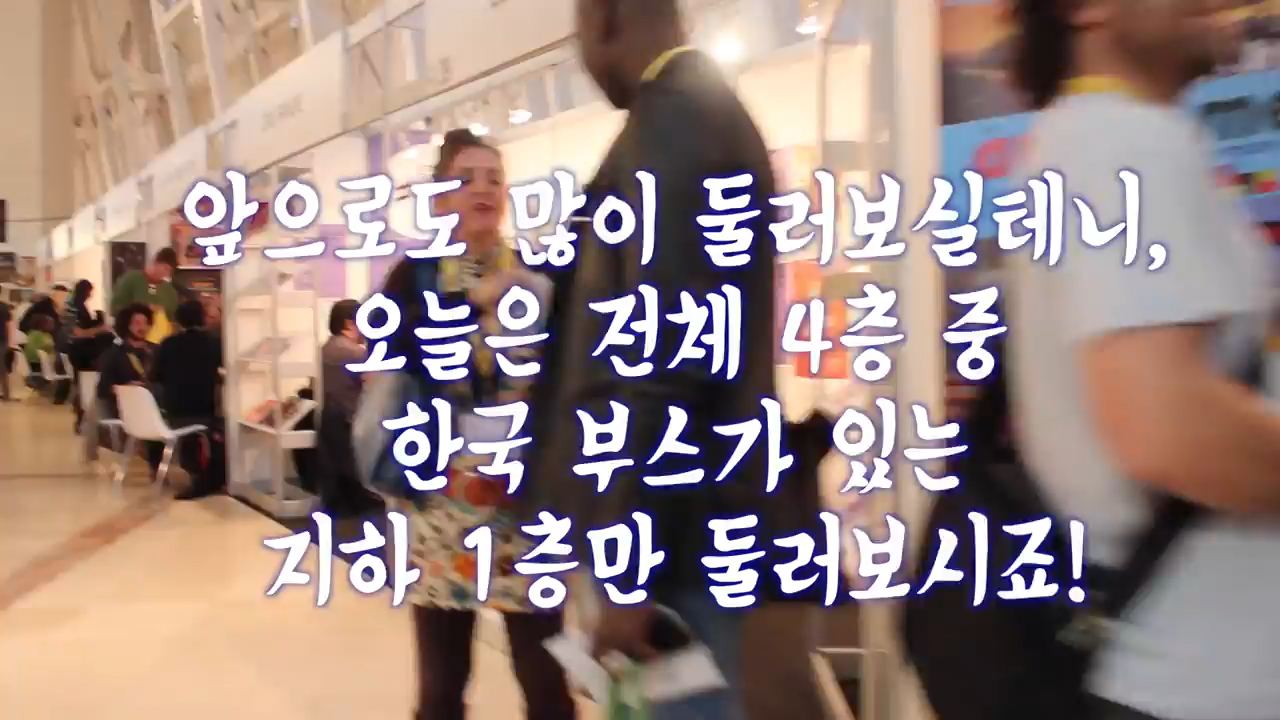 앞으로도 많이 둘러보실테니,
오늘은 전체 4층 중
한국 부스가 있는
지하 1층만 둘러보시죠!